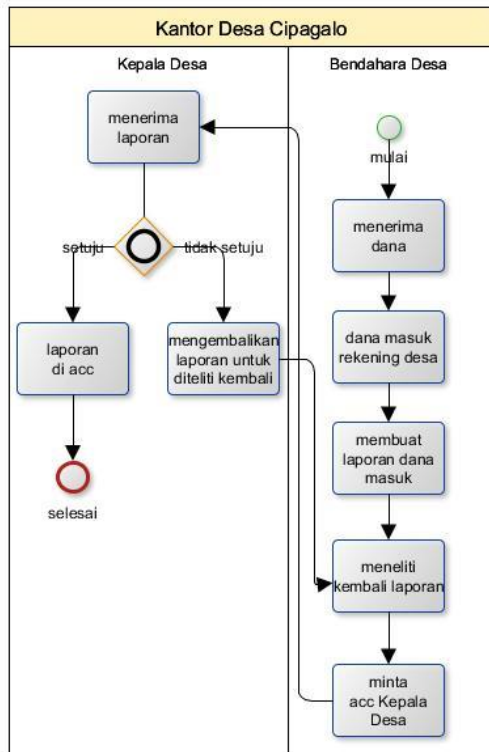 Kantor Desa Cipagalo
Kepala Desa
Bendahara Desa
menerima
laporan
mulai
setuju
tidak setuju
menerima
dana
laporan
di acc
mengembalikan
laporan untuk
diteliti kembali
dana masuk
rekening desa
membuat
laporan dana
masuk
selesai
meneliti
kembali laporan
minta
acc Kepala
Desa